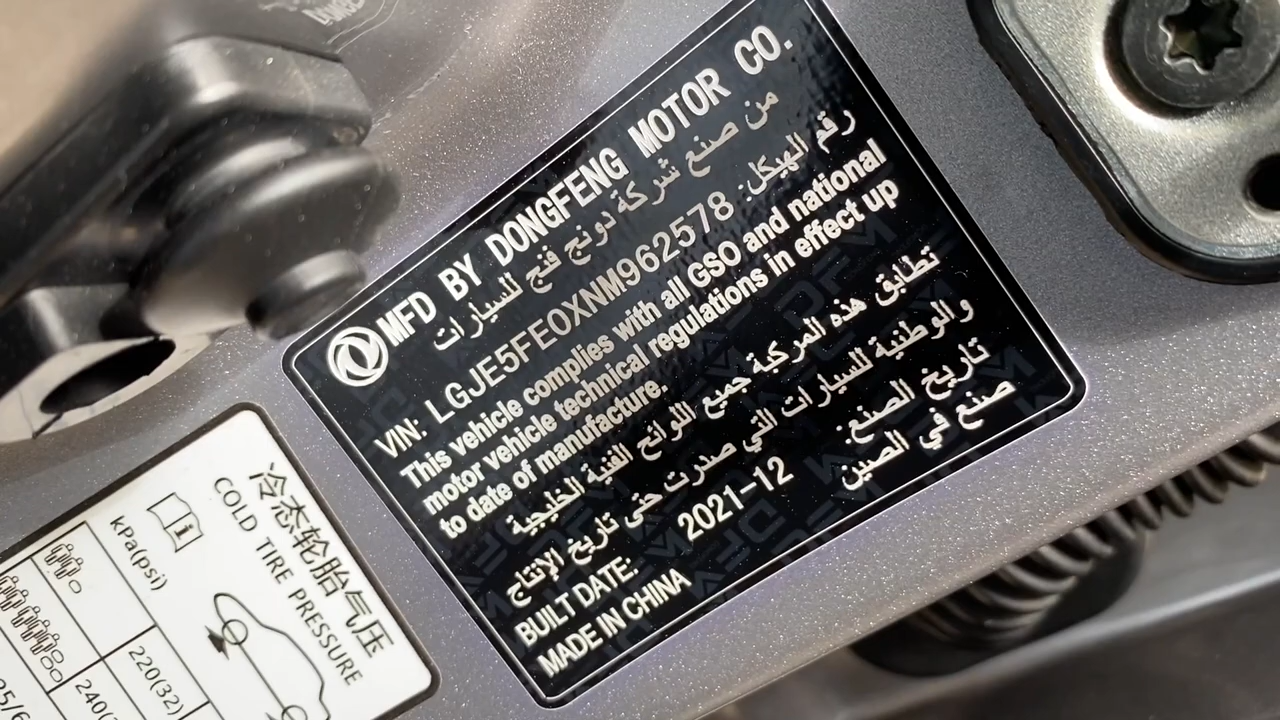 MFD BY DONGFENG MOTOR CO.
من صنع شركة دونج فنج للسيارات
VIN: LGJE5FE0XNM962578 رقم الهيكل:
This vehicle complies with all GSO and national
motor vehicle technical regulations in effect up
to date of manufacture.
تطابق هذه المركبة جميع اللوائح الفنية الخليجية
والوطنية للسيارات التي صدرت حتى تاريخ الإنتاج
BUILT DATE: 2021-12 تاريخ الصنع:
MADE IN CHINA صنع في الصين
冷态轮胎气压
COLD TIRE PRESSURE
kPa(psi)
220(32)